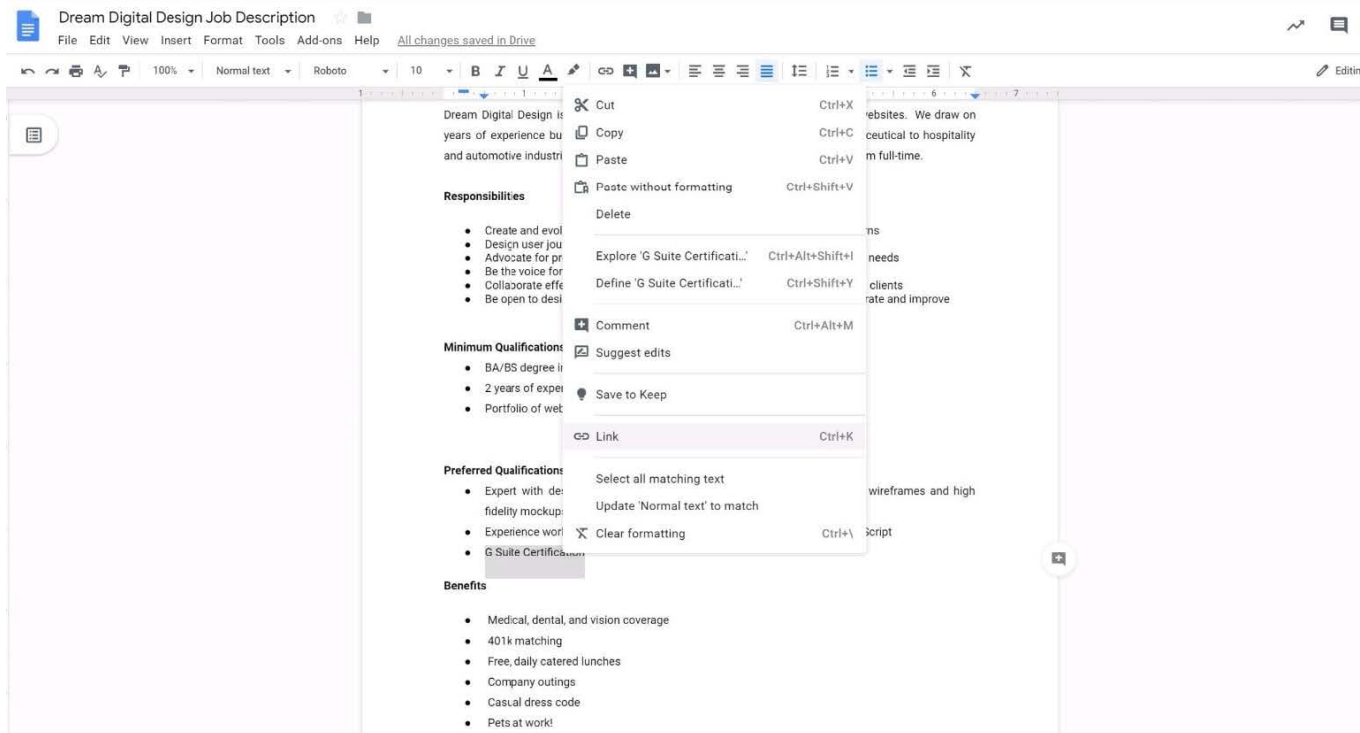 Dream Digital Design Job Description
File Edit View Insert Format Tools Add-ons Help All changes saved in Drive
100% Normal text Roboto 10 B I U A Editin
1 1 6 7
Dream Digital Design is
ebsites. We draw on
years of experience bu
ceutical to hospitality
and automotive industri
m full-time.
Responsibilities
● Create and evol
ns
● Design user jou
● Advocate for pr
needs
● Be the voice for
● Collaborate effe
clients
● Be open to desi
rate and improve
Minimum Qualifications
● BA/BS degree i
● 2 years of exper
● Portfolio of web
Preferred Qualifications
● Expert with des
wireframes and high
fidelity mockup
● Experience worl
Script
● G Suite Certification
Benefits
● Medical, dental, and vision coverage
● 401k matching
● Free, daily catered lunches
● Company outings
● Casual dress code
● Pets at work!
Cut Ctrl+X
Copy Ctrl+C
Paste Ctrl+V
Paste without formatting Ctrl+Shift+V
Delete
Explore 'G Suite Certificati...' Ctrl+Alt+Shift+I
Define 'G Suite Certificati...' Ctrl+Shift+Y
Comment Ctrl+Alt+M
Suggest edits
Save to Keep
Link Ctrl+K
Select all matching text
Update 'Normal text' to match
Clear formatting Ctrl+\